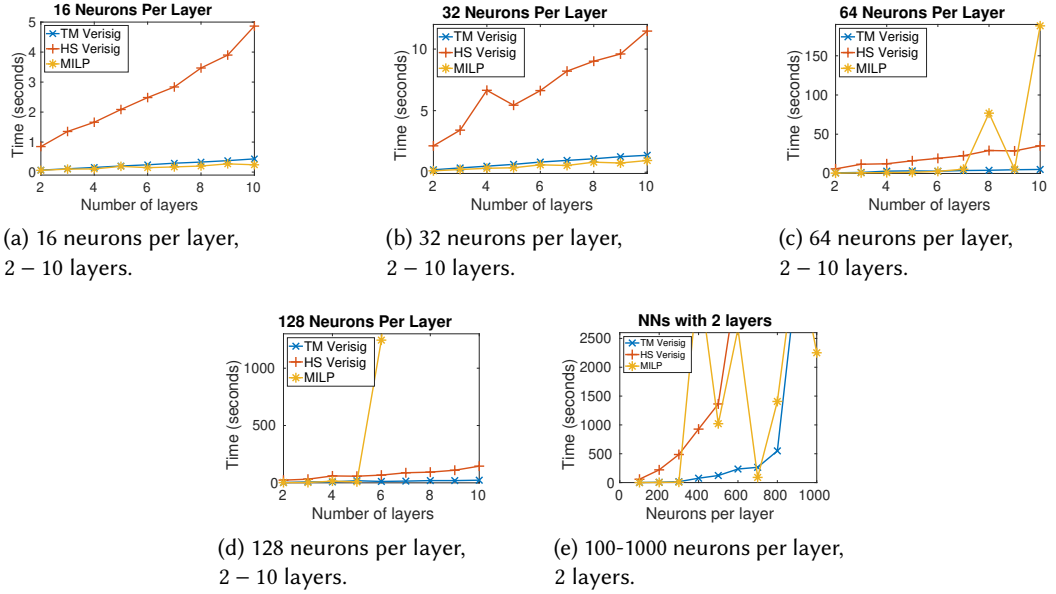 16 Neurons Per Layer
5
4
3
2
1
0
Time (seconds)
TM Verisig
HS Verisig
MILP
2 4 6 8 10
Number of layers
(a) 16 neurons per layer,
2 – 10 layers.
32 Neurons Per Layer
10
5
0
Time (seconds)
TM Verisig
HS Verisig
MILP
2 4 6 8 10
Number of layers
(b) 32 neurons per layer,
2 – 10 layers.
64 Neurons Per Layer
150
100
50
0
Time (seconds)
TM Verisig
HS Verisig
MILP
2 4 6 8 10
Number of layers
(c) 64 neurons per layer,
2 – 10 layers.
128 Neurons Per Layer
1000
500
0
Time (seconds)
TM Verisig
HS Verisig
MILP
2 4 6 8 10
Number of layers
(d) 128 neurons per layer,
2 – 10 layers.
NNs with 2 layers
2500
2000
1500
1000
500
0
Time (seconds)
TM Verisig
HS Verisig
MILP
0 200 400 600 800 1000
Neurons per layer
(e) 100-1000 neurons per layer,
2 layers.